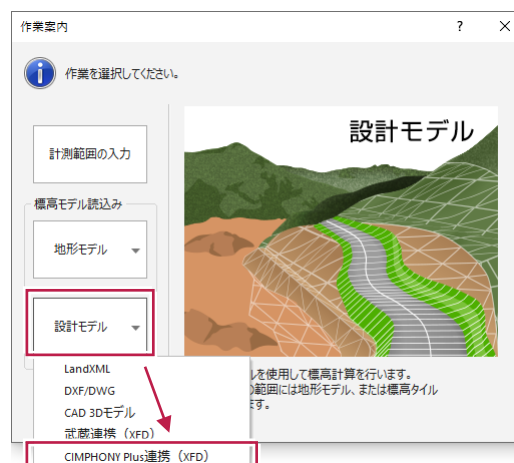 作業案内
?
作業を選択してください。
計測範囲の入力
設計モデル
標高モデル読込み
地形モデル
設計モデル
LandXML
DXF/DWG
CAD 3Dモデル
武蔵連携（XFD）
CIMPHONY Plus連携（XFD）
ルを使用して標高計算を行います。
の範囲には地形モデル、または標高タイル
ます。